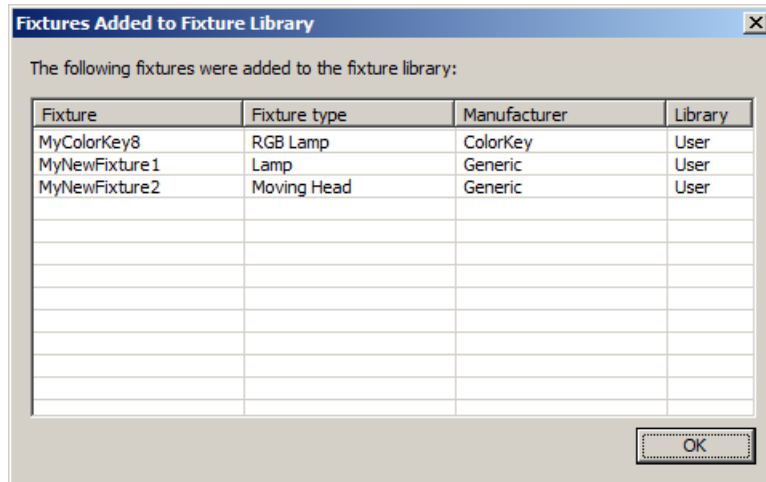 Fixtures Added to Fixture Library
The following fixtures were added to the fixture library:
Fixture Fixture type Manufacturer Library
MyColorKey8 RGB Lamp ColorKey User
MyNewFixture1 Lamp Generic User
MyNewFixture2 Moving Head Generic User
OK